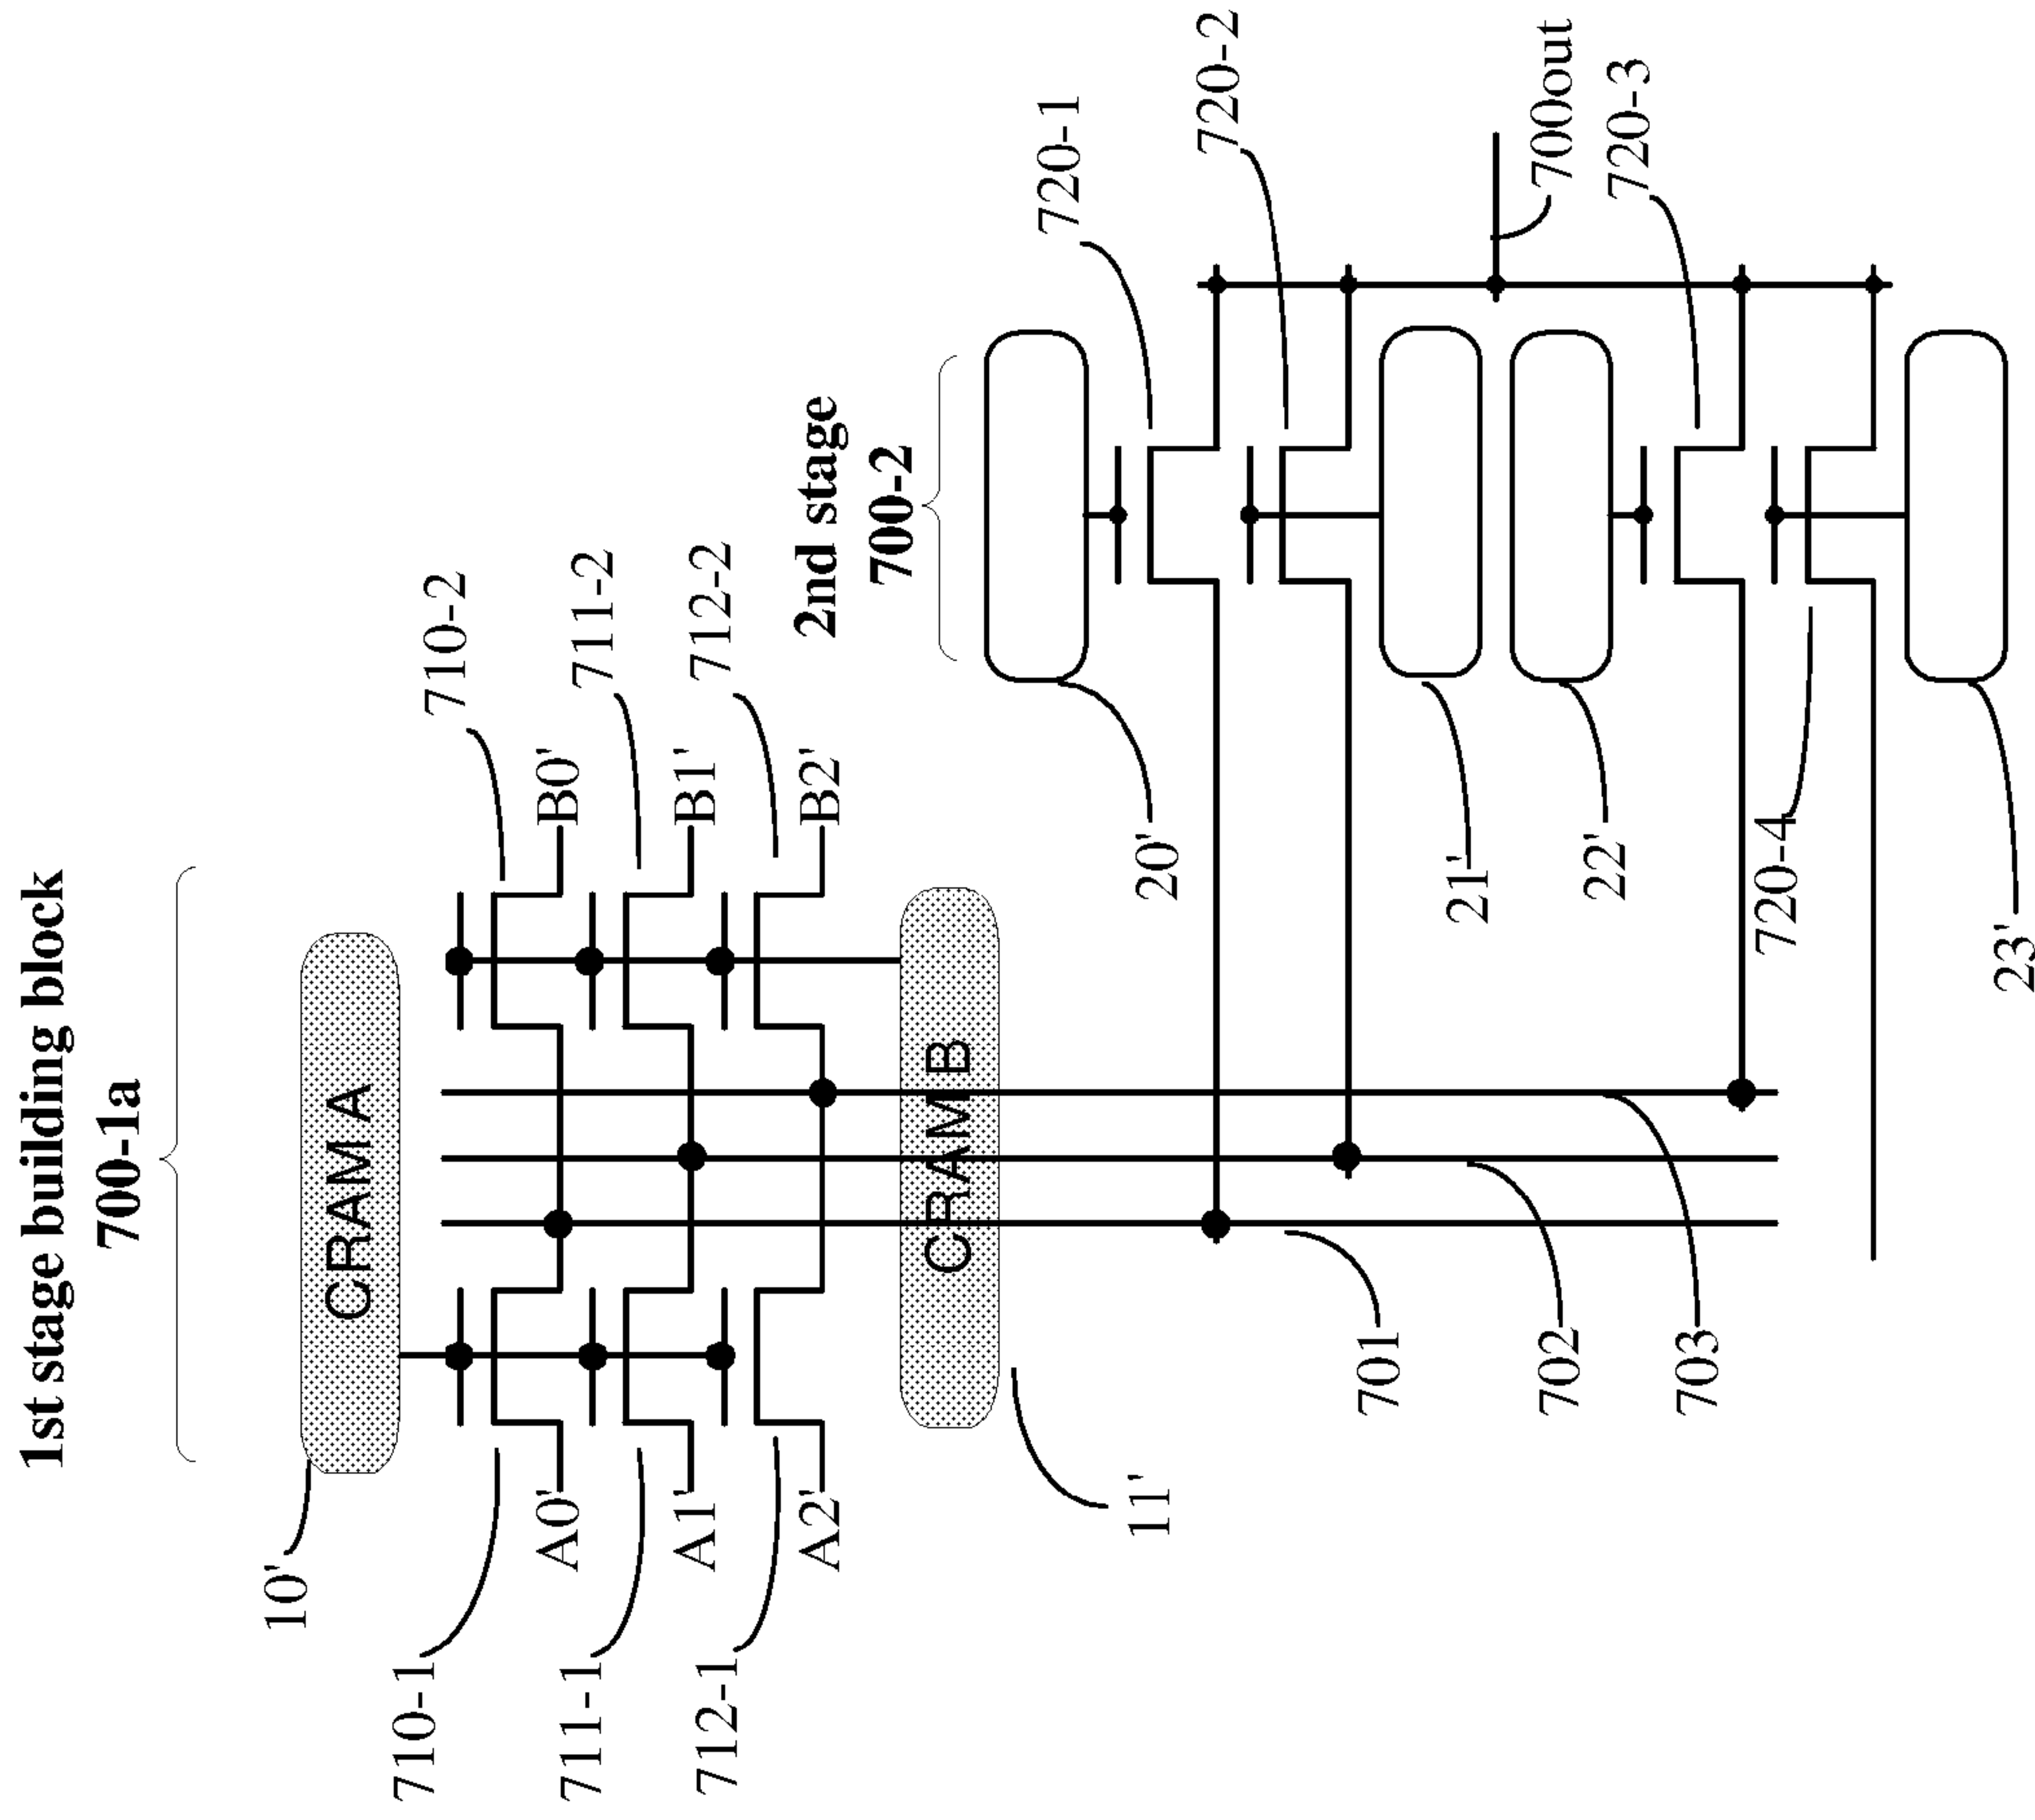 1st stage building block
700-1a
10'
CRAM A
710-1
710-2
A0'
B0'
711-1
711-2
A1'
B1'
712-1
712-2
A2'
B2'
2nd stage
700-2
CRAM B
11'
720-1
20'
720-2
701
21'
700out
702
22'
720-3
703
720-4
23'